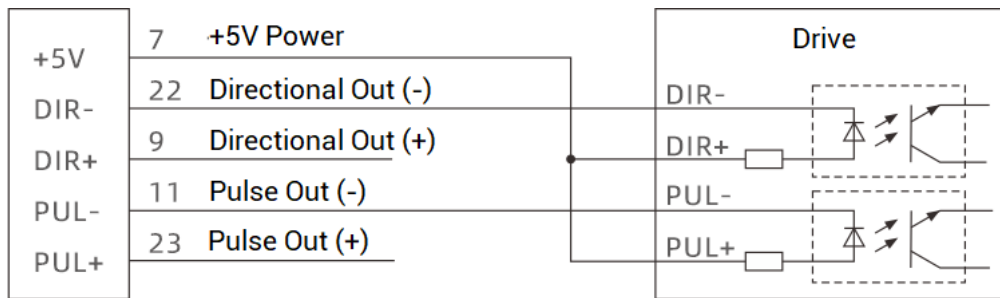 +5V 7 +5V Power Drive
DIR- 22 Directional Out (-) DIR-
DIR+ 9 Directional Out (+) DIR+
PUL- 11 Pulse Out (-) PUL-
PUL+ 23 Pulse Out (+) PUL+